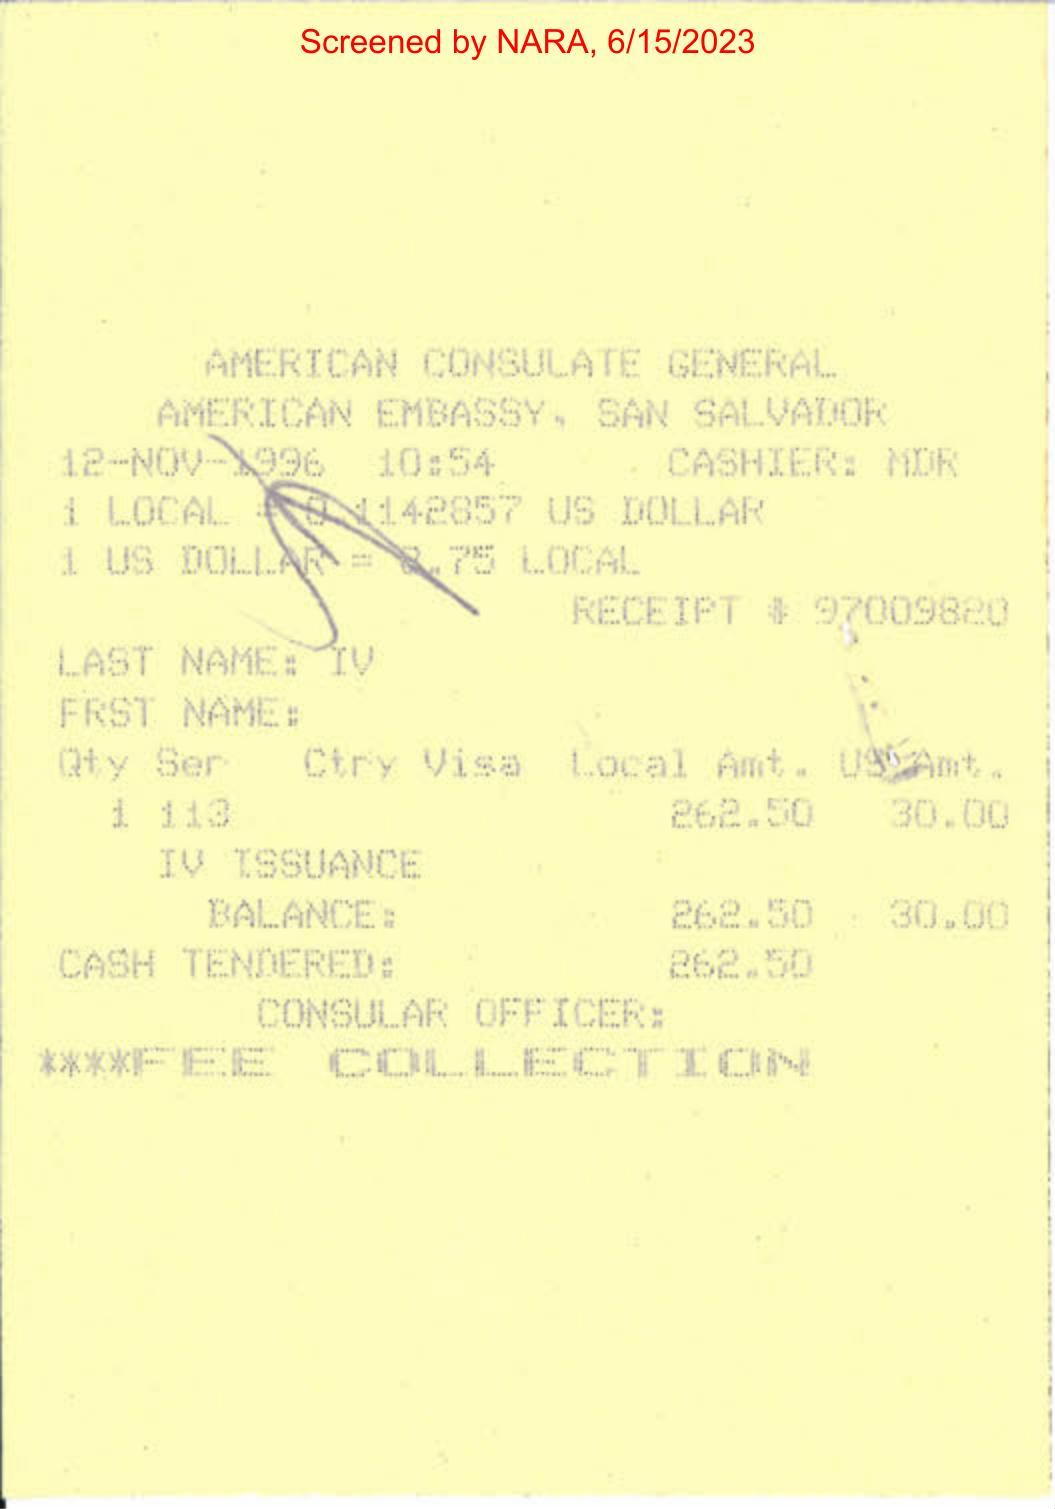 Screened by NARA, 6/15/2023
AMERICAN CONSULATE GENERAL
AMERICAN EMBASSY, SAN SALVADOR
12-NOV-1996 10:54 CASHIER: MDR
1 LOCAL = 0.1142857 US DOLLAR
1 US DOLLAR = 8.75 LOCAL
RECEIPT # 97009820
LAST NAME: IV
FRST NAME:
Qty Ser Ctry Visa Local Amt. US Amt.
1 113 262.50 30.00
IV ISSUANCE
BALANCE: 262.50 30.00
CASH TENDERED: 262.50
CONSULAR OFFICER:
****FEE COLLECTION